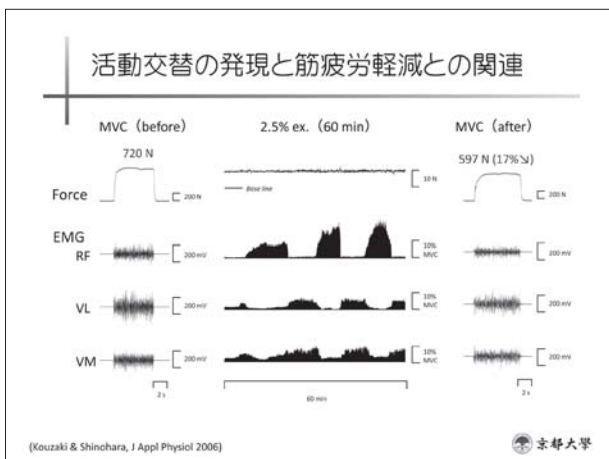 活動交替の発現と筋疲労軽減との関連
MVC（before） 2.5% ex.（60 min） MVC（after）
720 N
597 N (17%↘)
Force
200 N
Base line
10 N
200 N
EMG
RF
200 mV
10%
MVC
200 mV
VL
200 mV
10%
MVC
200 mV
VM
200 mV
10%
MVC
200 mV
2 s
60 min
2 s
(Kouzaki & Shinohara, J Appl Physiol 2006)
京都大學